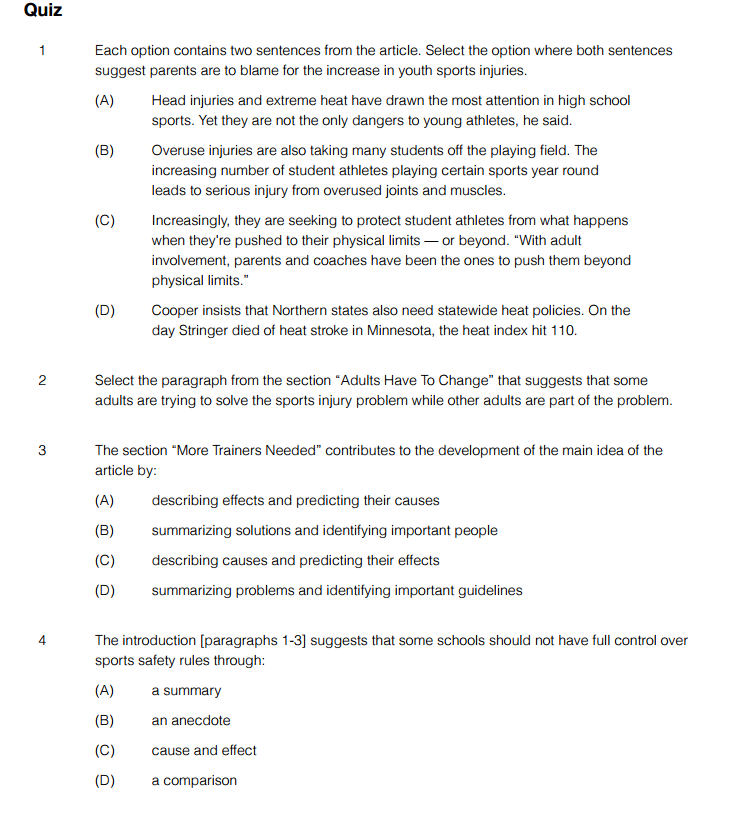 Quiz
1 Each option contains two sentences from the article. Select the option where both sentences
suggest parents are to blame for the increase in youth sports injuries.
(A) Head injuries and extreme heat have drawn the most attention in high school
sports. Yet they are not the only dangers to young athletes, he said.
(B) Overuse injuries are also taking many students off the playing field. The
increasing number of student athletes playing certain sports year round
leads to serious injury from overused joints and muscles.
(C) Increasingly, they are seeking to protect student athletes from what happens
when they're pushed to their physical limits — or beyond. “With adult
involvement, parents and coaches have been the ones to push them beyond
physical limits.”
(D) Cooper insists that Northern states also need statewide heat policies. On the
day Stringer died of heat stroke in Minnesota, the heat index hit 110.
2 Select the paragraph from the section “Adults Have To Change” that suggests that some
adults are trying to solve the sports injury problem while other adults are part of the problem.
3 The section “More Trainers Needed” contributes to the development of the main idea of the
article by:
(A) describing effects and predicting their causes
(B) summarizing solutions and identifying important people
(C) describing causes and predicting their effects
(D) summarizing problems and identifying important guidelines
4 The introduction [paragraphs 1-3] suggests that some schools should not have full control over
sports safety rules through:
(A) a summary
(B) an anecdote
(C) cause and effect
(D) a comparison